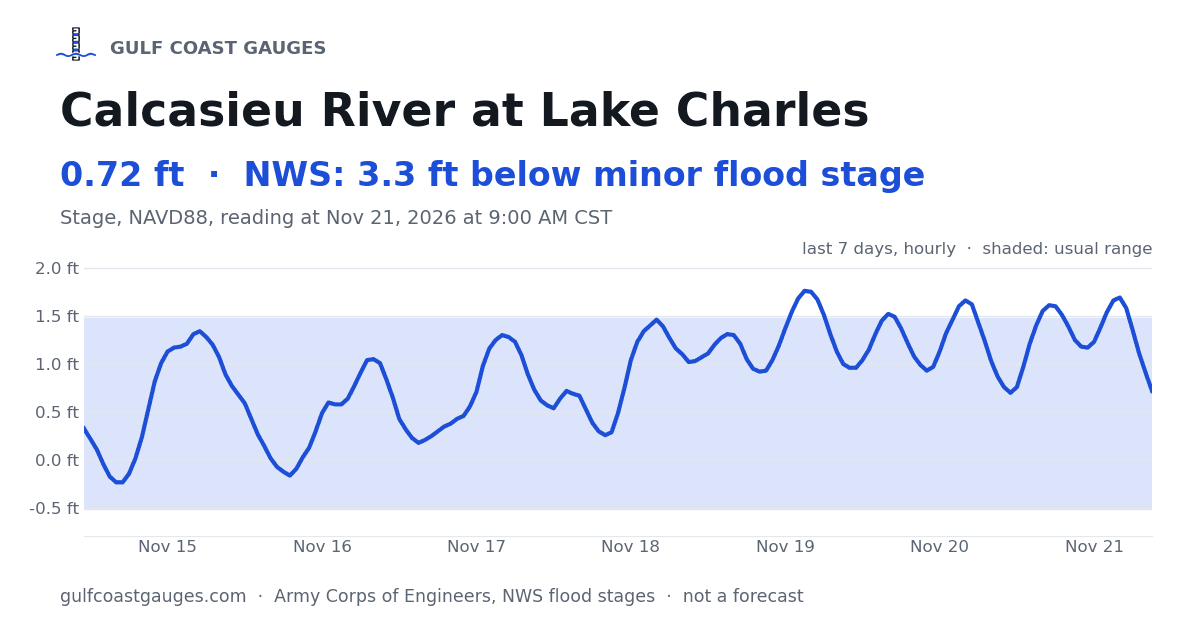 GULF COAST GAUGES
Calcasieu River at Lake Charles
0.72 ft · NWS: 3.3 ft below minor flood stage
Stage, NAVD88, reading at Nov 21, 2026 at 9:00 AM CST
last 7 days, hourly · shaded: usual range
2.0 ft
1.5 ft
1.0 ft
0.5 ft
0.0 ft
-0.5 ft
Nov 15 Nov 16 Nov 17 Nov 18 Nov 19 Nov 20 Nov 21
gulfcoastgauges.com · Army Corps of Engineers, NWS flood stages · not a forecast